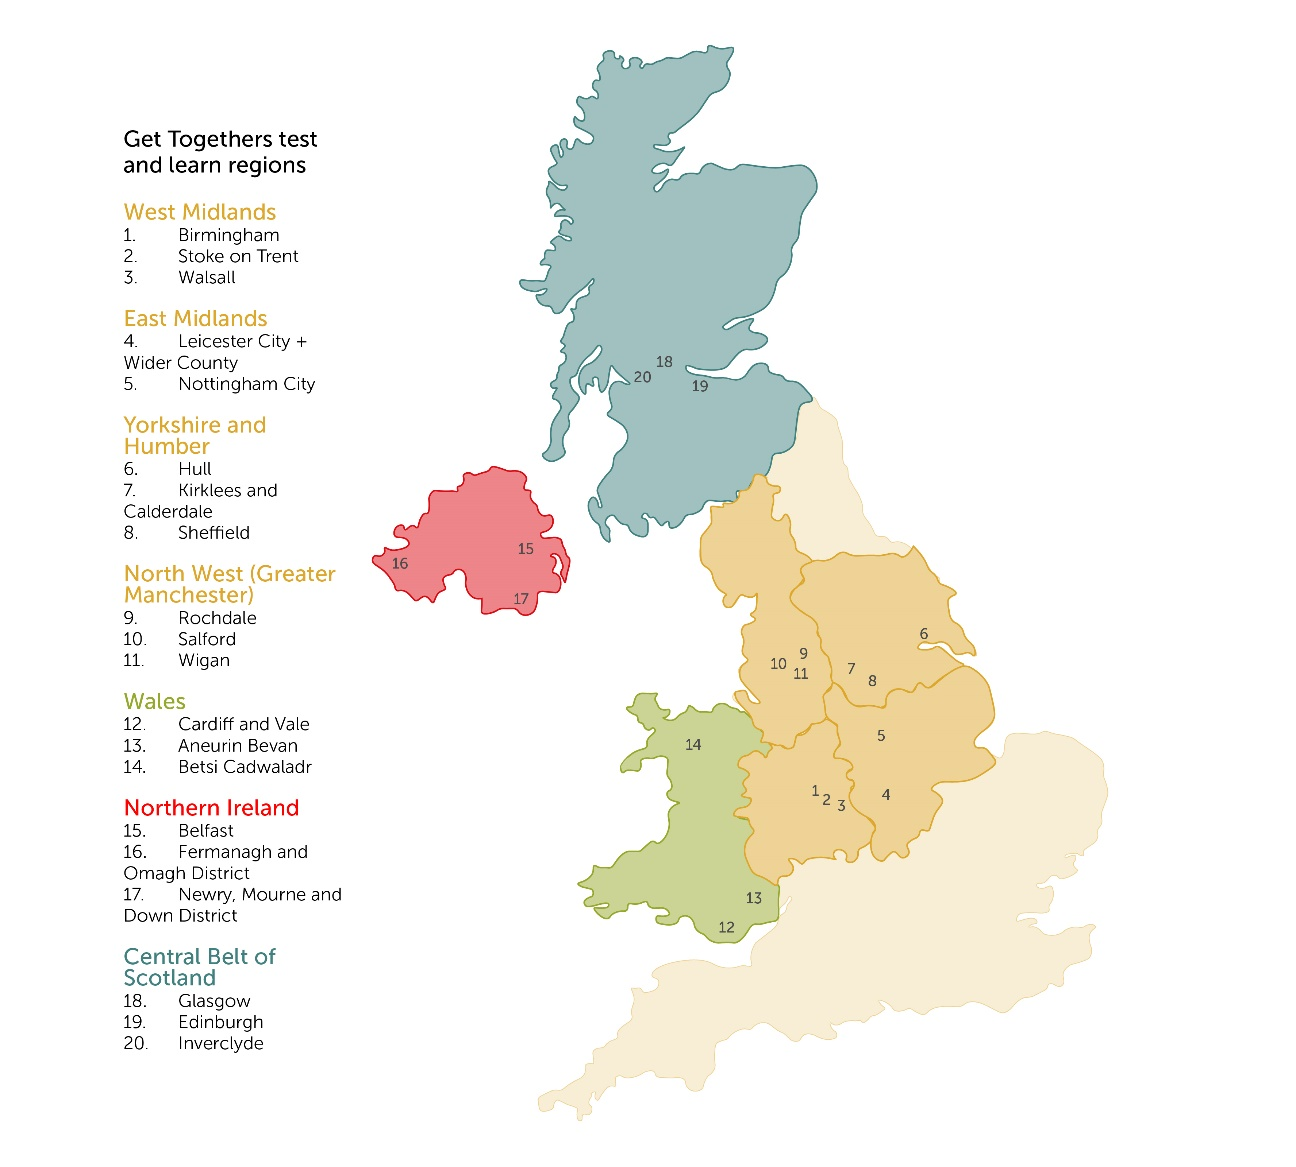 Get Togethers test
and learn regions
West Midlands
1. Birmingham
2. Stoke on Trent
3. Walsall
East Midlands
4. Leicester City +
Wider County
5. Nottingham City
Yorkshire and
Humber
6. Hull
7. Kirklees and
Calderdale
8. Sheffield
North West (Greater
Manchester)
9. Rochdale
10. Salford
11. Wigan
Wales
12. Cardiff and Vale
13. Aneurin Bevan
14. Betsi Cadwaladr
Northern Ireland
15. Belfast
16. Fermanagh and
Omagh District
17. Newry, Mourne and
Down District
Central Belt of
Scotland
18. Glasgow
19. Edinburgh
20. Inverclyde
18
20
19
15
16
17
6
9
10
7
11
8
14
5
1
2
3
4
13
12